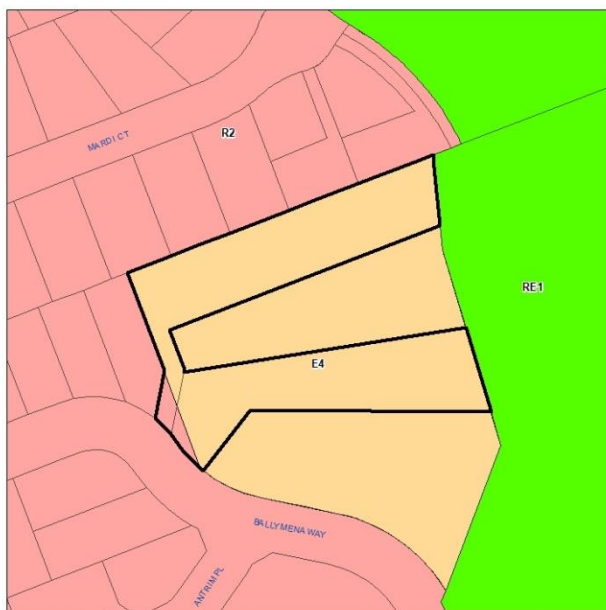 MARDI CT
R2
RE1
E4
BALLYMENA WAY
ANTRIM PL